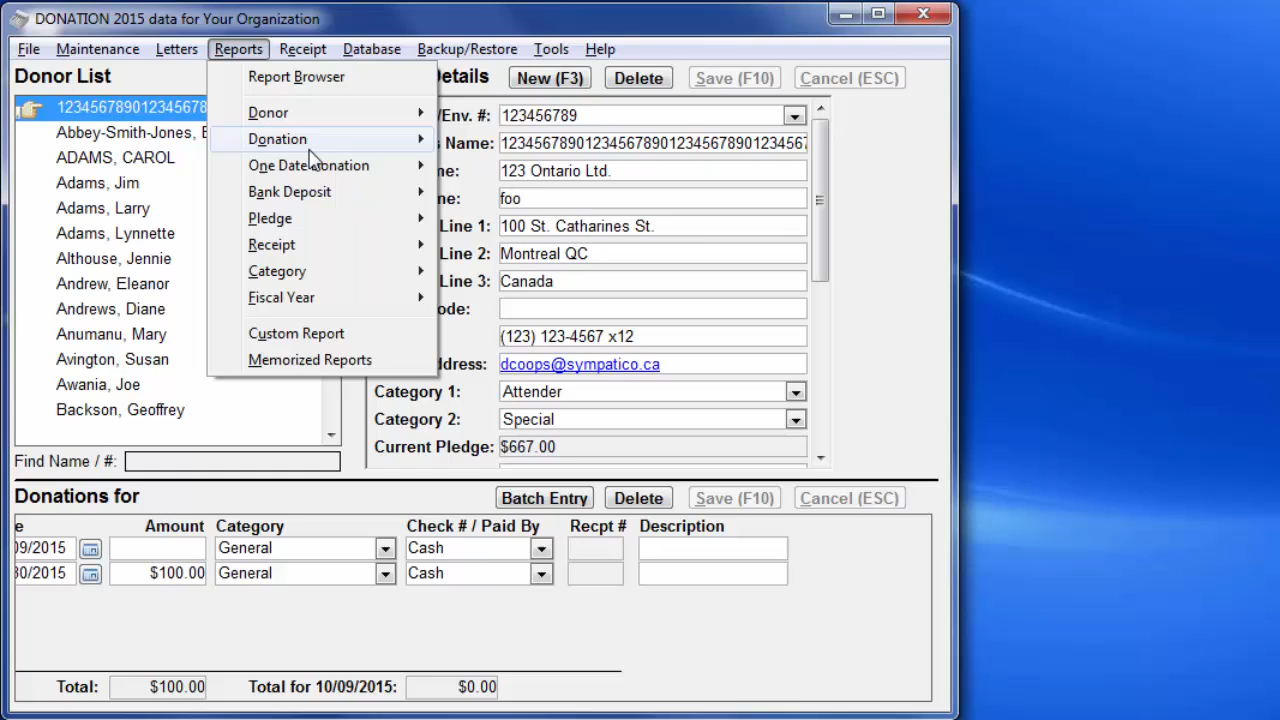 DONATION 2015 data for Your Organization
File Maintenance Letters Reports Receipt Database Backup/Restore Tools Help
Donor List
Details New (F3) Delete Save (F10) Cancel (ESC)
Report Browser
Donor
Donation
One Date Donation
Bank Deposit
Pledge
Receipt
Category
Fiscal Year
Custom Report
Memorized Reports
123456789012345678
Abbey-Smith-Jones,
ADAMS, CAROL
Adams, Jim
Adams, Larry
Adams, Lynnette
Althouse, Jennie
Andrew, Eleanor
Andrews, Diane
Anumanu, Mary
Avington, Susan
Awania, Joe
Backson, Geoffrey
Find Name / #:
/Env. #: 123456789
s Name: 1234567890123456789012345678901234567
ne: 123 Ontario Ltd.
ne: foo
Line 1: 100 St. Catharines St.
Line 2: Montreal QC
Line 3: Canada
ode:
(123) 123-4567 x12
ddress: dcoops@sympatico.ca
Category 1: Attender
Category 2: Special
Current Pledge: $667.00
Donations for Batch Entry Delete Save (F10) Cancel (ESC)
e Amount Category Check # / Paid By Recpt # Description
09/2015 General Cash
30/2015 $100.00 General Cash
Total: $100.00 Total for 10/09/2015: $0.00